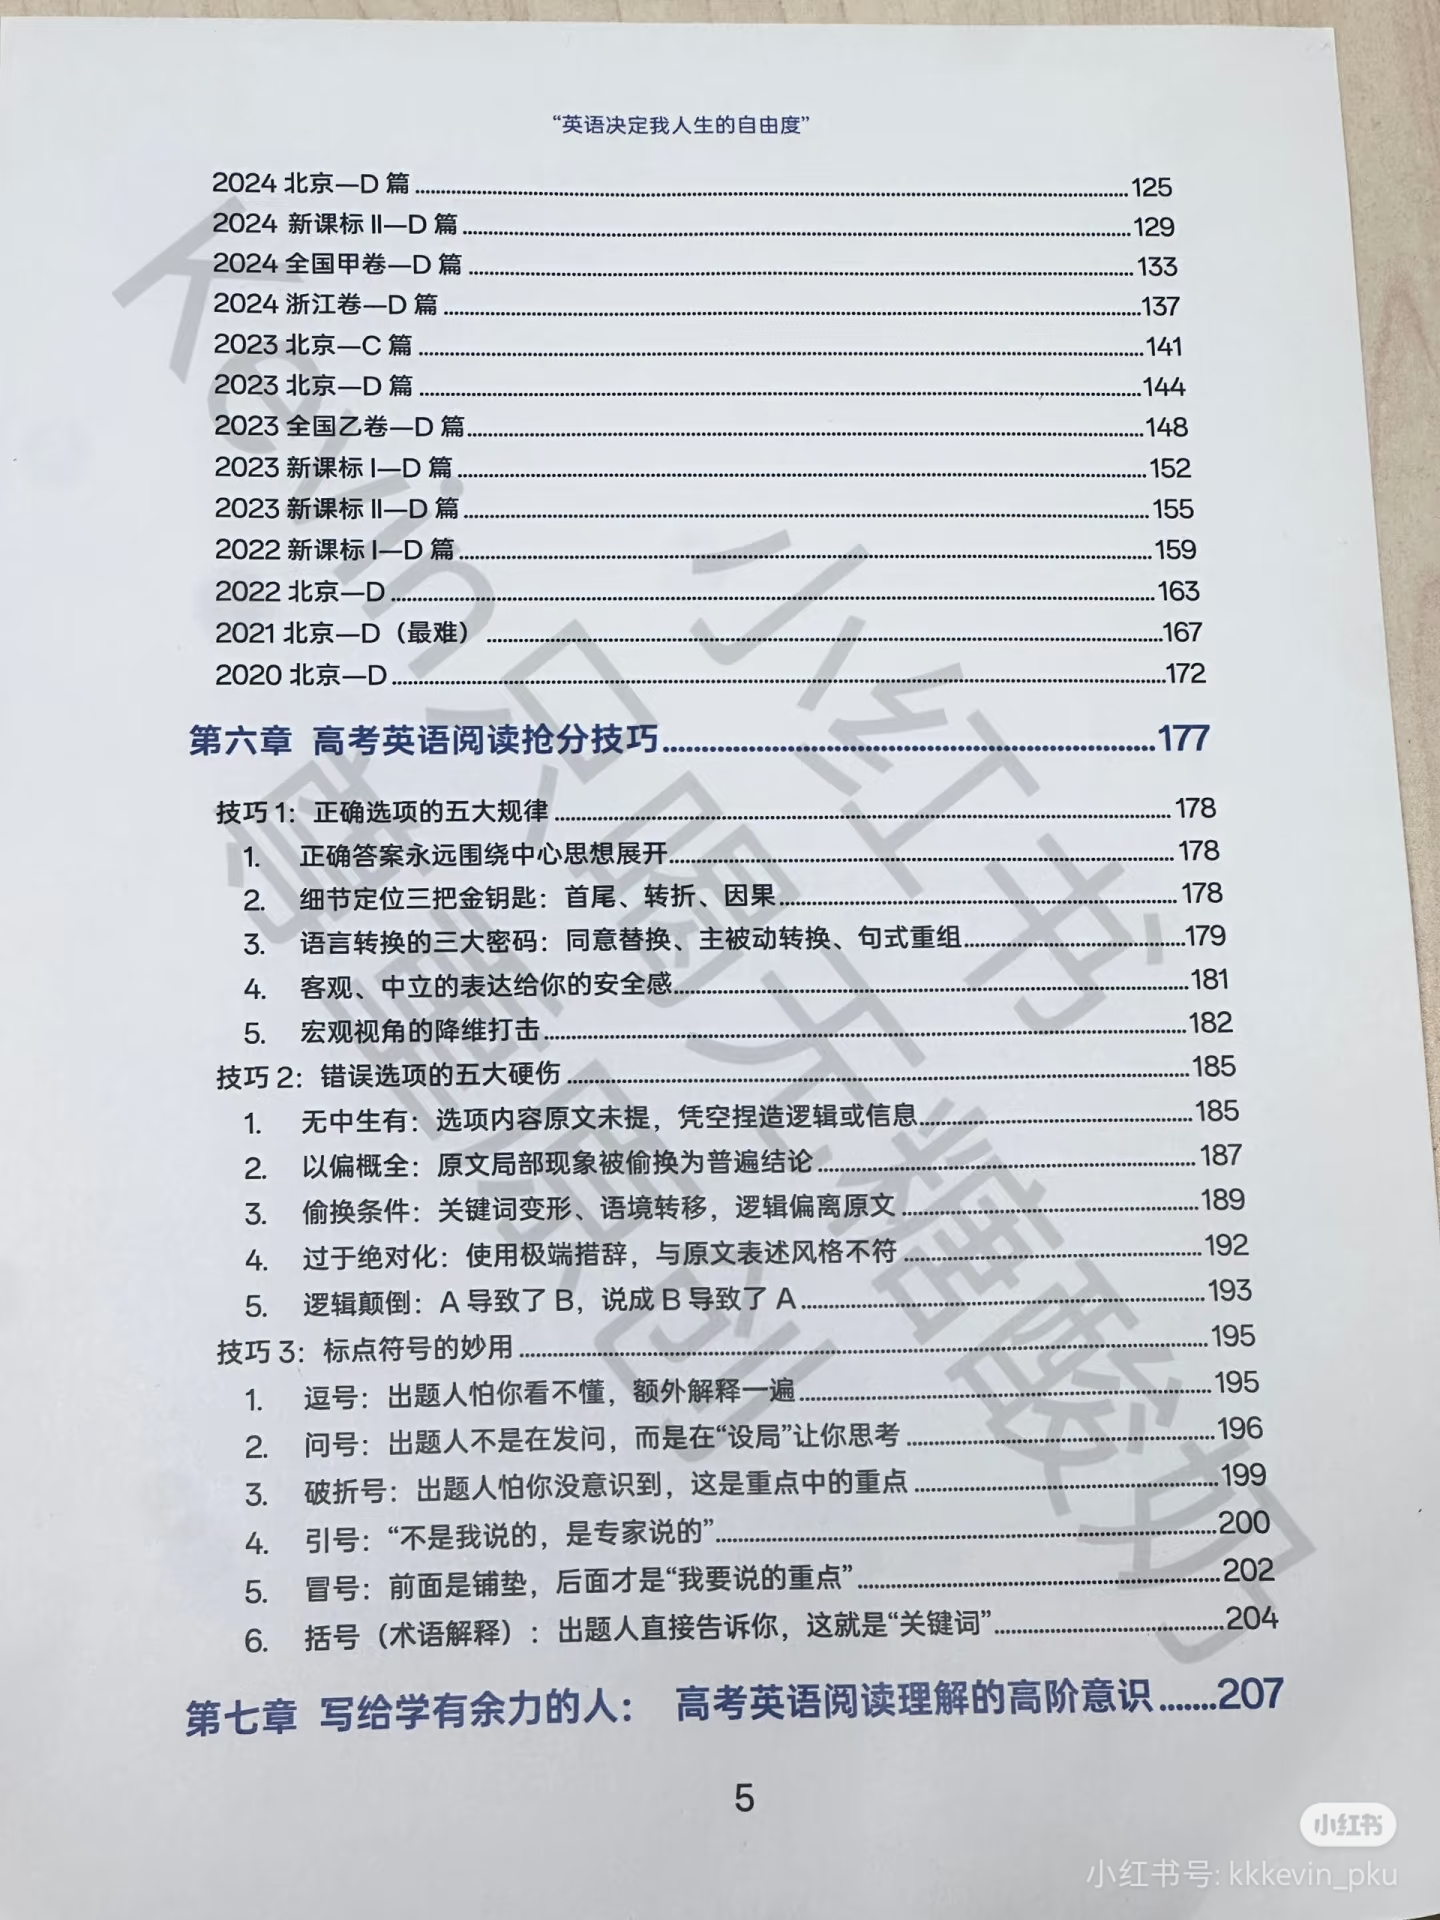 “英语决定我人生的自由度”
2024 北京—D 篇 125
2024 新课标 II—D 篇 129
2024 全国甲卷—D 篇 133
2024 浙江卷—D 篇 137
2023 北京—C 篇 141
2023 北京—D 篇 144
2023 全国乙卷—D 篇 148
2023 新课标 I—D 篇 152
2023 新课标 II—D 篇 155
2022 新课标 I—D 篇 159
2022 北京—D 163
2021 北京—D（最难） 167
2020 北京—D 172
第六章 高考英语阅读抢分技巧 177
技巧 1：正确选项的五大规律 178
1. 正确答案永远围绕中心思想展开 178
2. 细节定位三把金钥匙：首尾、转折、因果 178
3. 语言转换的三大密码：同意替换、主被动转换、句式重组 179
4. 客观、中立的表达给你的安全感 181
5. 宏观视角的降维打击 182
技巧 2：错误选项的五大硬伤 185
1. 无中生有：选项内容原文未提，凭空捏造逻辑或信息 185
2. 以偏概全：原文局部现象被偷换为普遍结论 187
3. 偷换条件：关键词变形、语境转移，逻辑偏离原文 189
4. 过于绝对化：使用极端措辞，与原文表述风格不符 192
5. 逻辑颠倒：A 导致了 B，说成 B 导致了 A 193
技巧 3：标点符号的妙用 195
1. 逗号：出题人怕你看不懂，额外解释一遍 195
2. 问号：出题人不是在发问，而是在“设局”让你思考 196
3. 破折号：出题人怕你没意识到，这是重点中的重点 199
4. 引号：“不是我说的，是专家说的” 200
5. 冒号：前面是铺垫，后面才是“我要说的重点” 202
6. 括号（术语解释）：出题人直接告诉你，这就是“关键词” 204
第七章 写给学有余力的人： 高考英语阅读理解的高阶意识 207
5
小红书
Kevin只喝无糖酸奶
原创
小红书
小红书号: kkkevin_pku